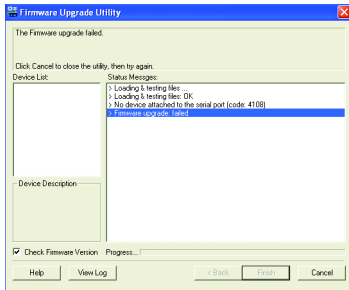 Firmware Upgrade Utility
The Firmware upgrade failed.
Click Cancel to close the utility, then try again.
Device List:
Status Messges:
> Loading & testing files ...
> Loading & testing files: OK
> No device attached to the serial port (code: 4108)
> Firmware upgrade: failed
Device Description
Check Firmware Version
Progress...
Help
View Log
< Back
Finish
Cancel